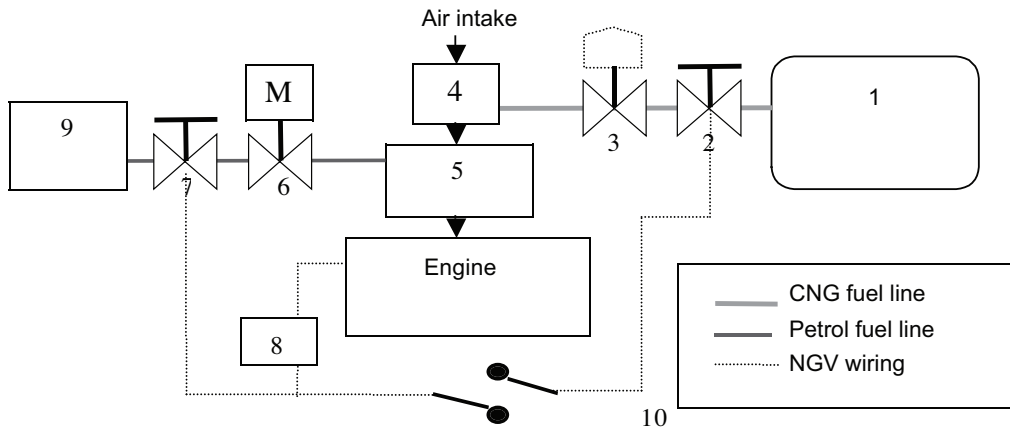 Air intake
M
4
1
9
3
2
5
7
6
Engine
CNG fuel line
Petrol fuel line
8
NGV wiring
10